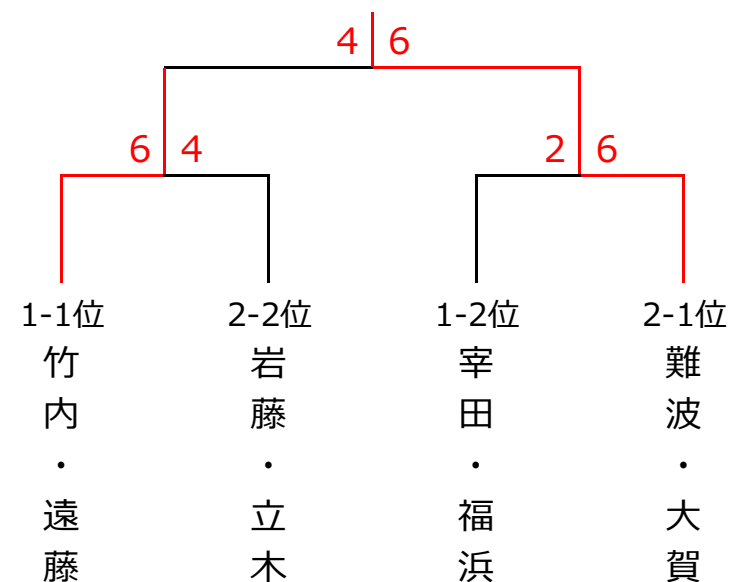 4 6
6 4
2 6
1-1位
竹内・遠藤
2-2位
岩藤・立木
1-2位
宰田・福浜
2-1位
難波・大賀